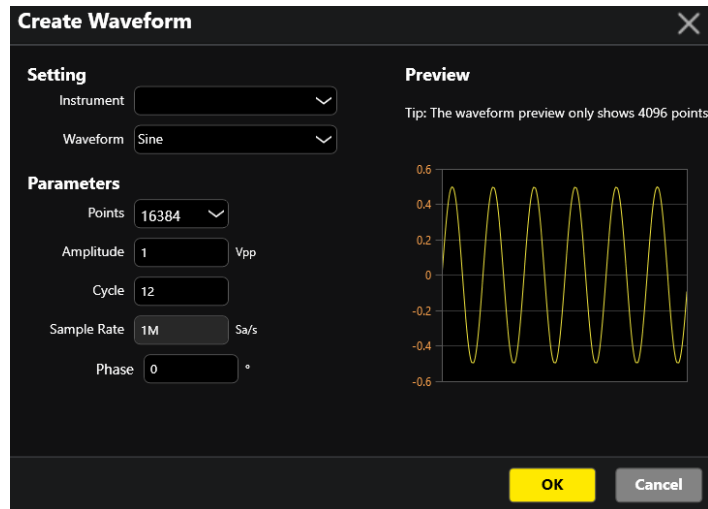 Create Waveform
Setting
Instrument
Waveform Sine
Parameters
Points 16384
Amplitude 1 Vpp
Cycle 12
Sample Rate 1M Sa/s
Phase 0 °
Preview
Tip: The waveform preview only shows 4096 points
0.6
0.4
0.2
0
-0.2
-0.4
-0.6
OK Cancel